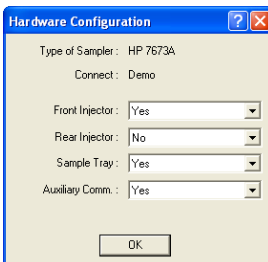 Hardware Configuration
Type of Sampler : HP 7673A
Connect : Demo
Front Injector : Yes
Rear Injector : No
Sample Tray : Yes
Auxiliary Comm. : Yes
OK